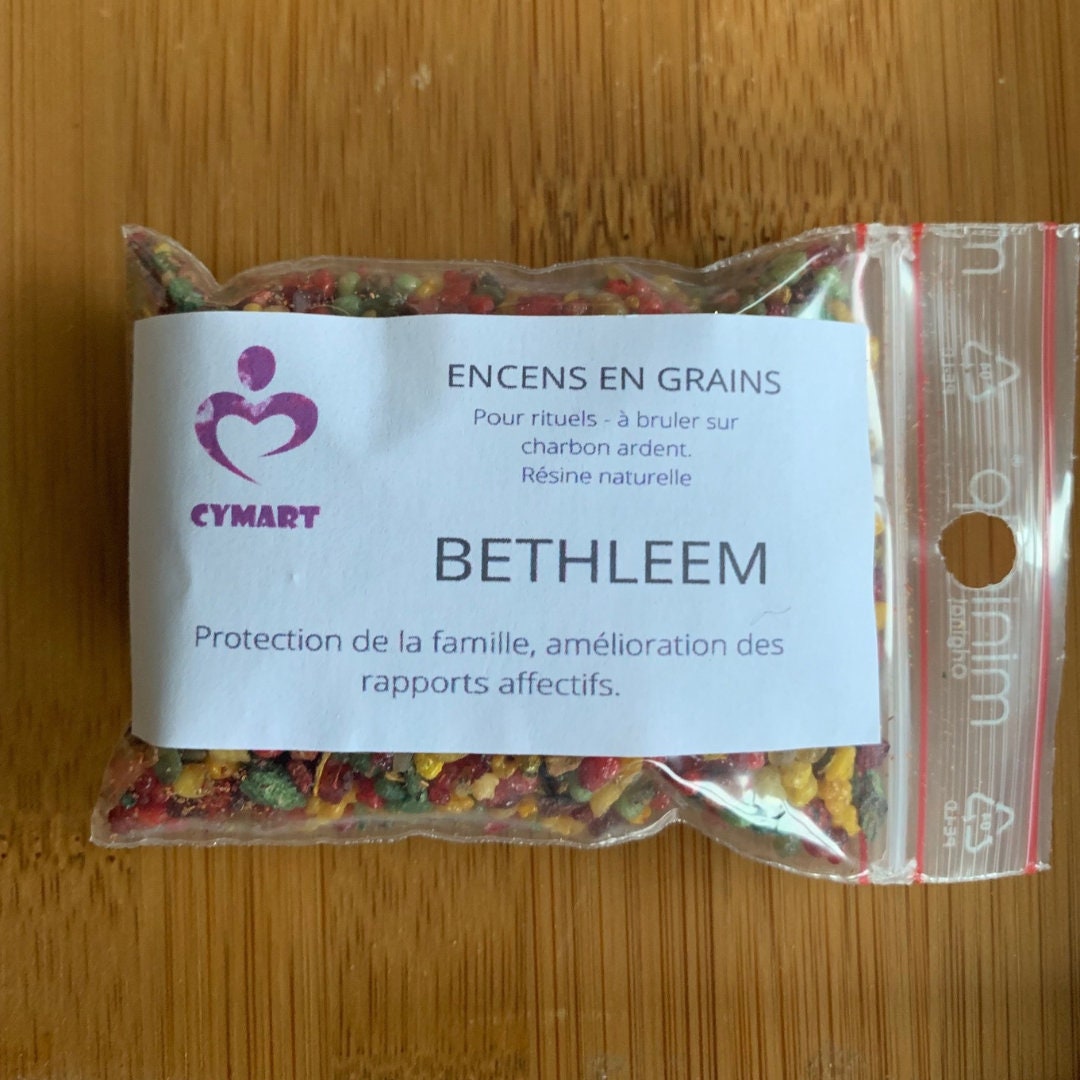 ENCENS EN GRAINS
Pour rituels - à bruler sur
charbon ardent.
Résine naturelle
CYMART
BETHLEEM
Protection de la famille, amélioration des
rapports affectifs.